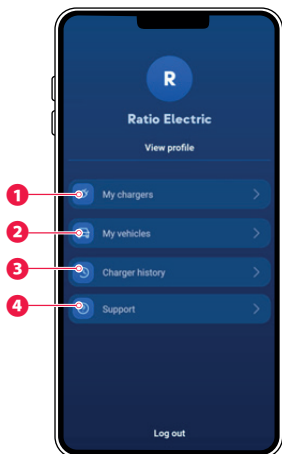 R
Ratio Electric
View profile
1 My chargers
2 My vehicles
3 Charger history
4 Support
Log out